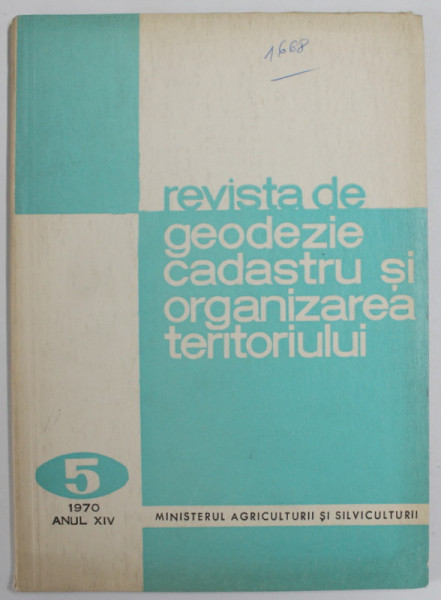 1668
revista de
geodezie
cadastru și
organizarea
teritoriului
5
1970
ANUL XIV
MINISTERUL AGRICULTURII ȘI SILVICULTURII